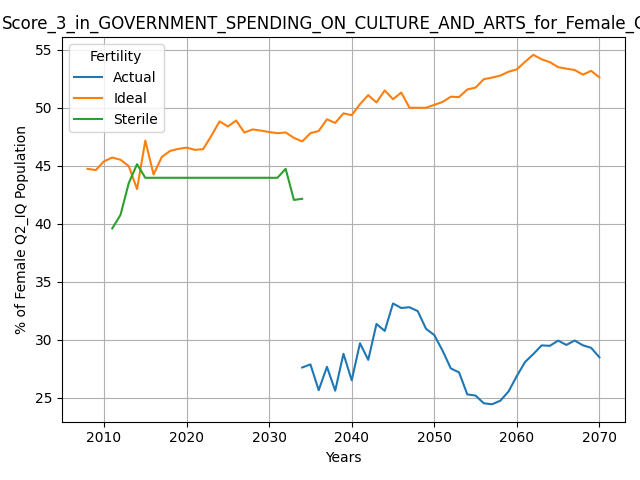 Score_3_in_GOVERNMENT_SPENDING_ON_CULTURE_AND_ARTS_for_Female_
Fertility
Actual
Ideal
Sterile
% of Female Q2_IQ Population
55
50
45
40
35
30
25
2010
2020
2030
2040
2050
2060
2070
Years